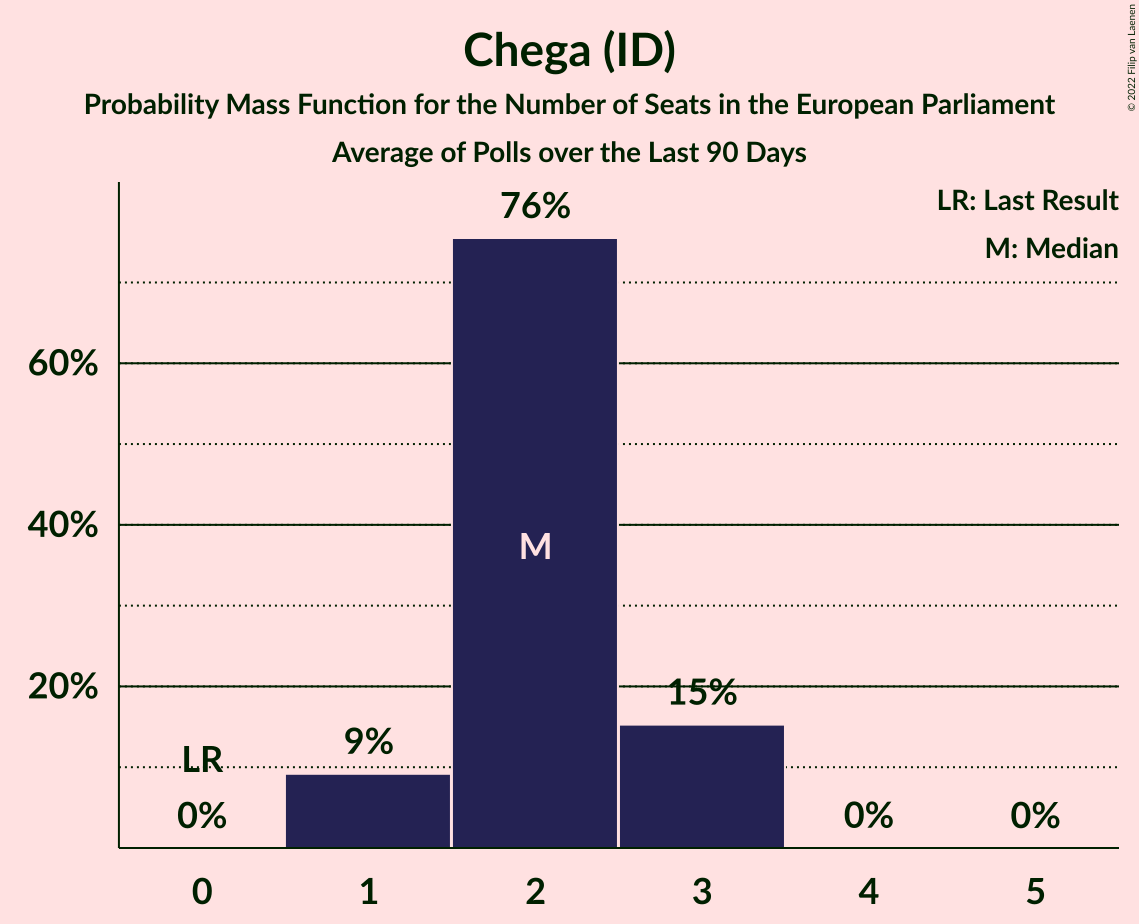 Chega (ID)
Probability Mass Function for the Number of Seats in the European Parliament
Average of Polls over the Last 90 Days
© 2022 Filip van Laenen
LR: Last Result
M: Median
76%
60%
40%
M
20%
15%
9%
LR
0%
0%
0%
0
1
2
3
4
5